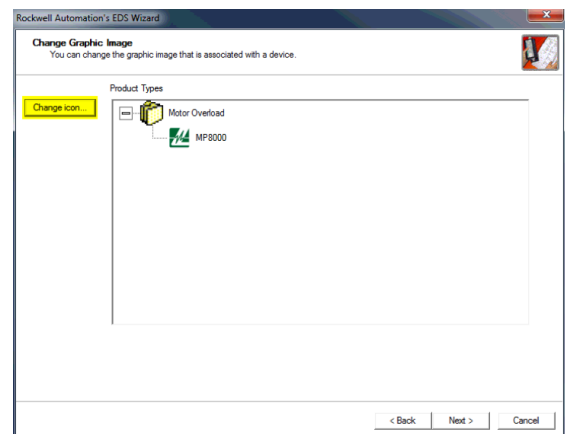 Rockwell Automation's EDS Wizard
Change Graphic Image
You can change the graphic image that is associated with a device.
Product Types
Change icon...
Motor Overload
MP8000
< Back
Next >
Cancel